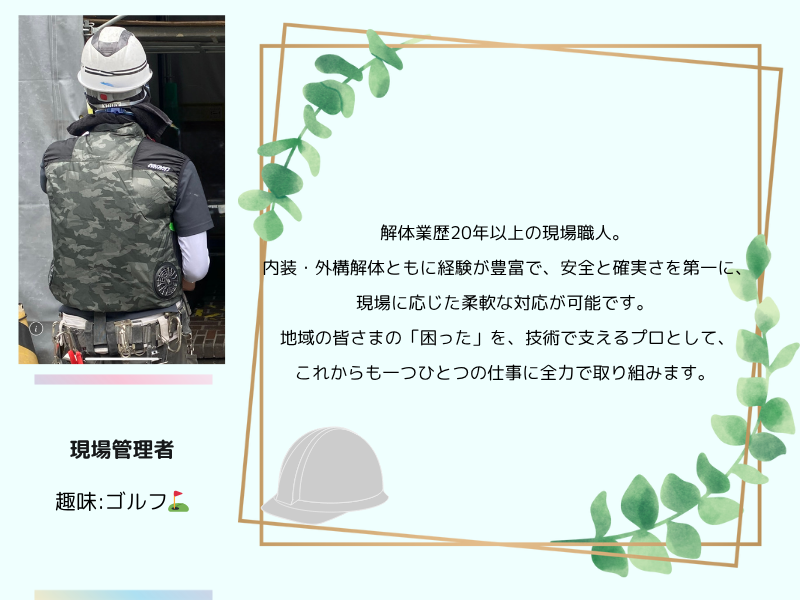 現場管理者
趣味:ゴルフ⛳
解体業歴20年以上の現場職人。
内装・外構解体ともに経験が豊富で、安全と確実さを第一に、
現場に応じた柔軟な対応が可能です。
地域の皆さまの「困った」を、技術で支えるプロとして、
これからも一つひとつの仕事に全力で取り組みます。